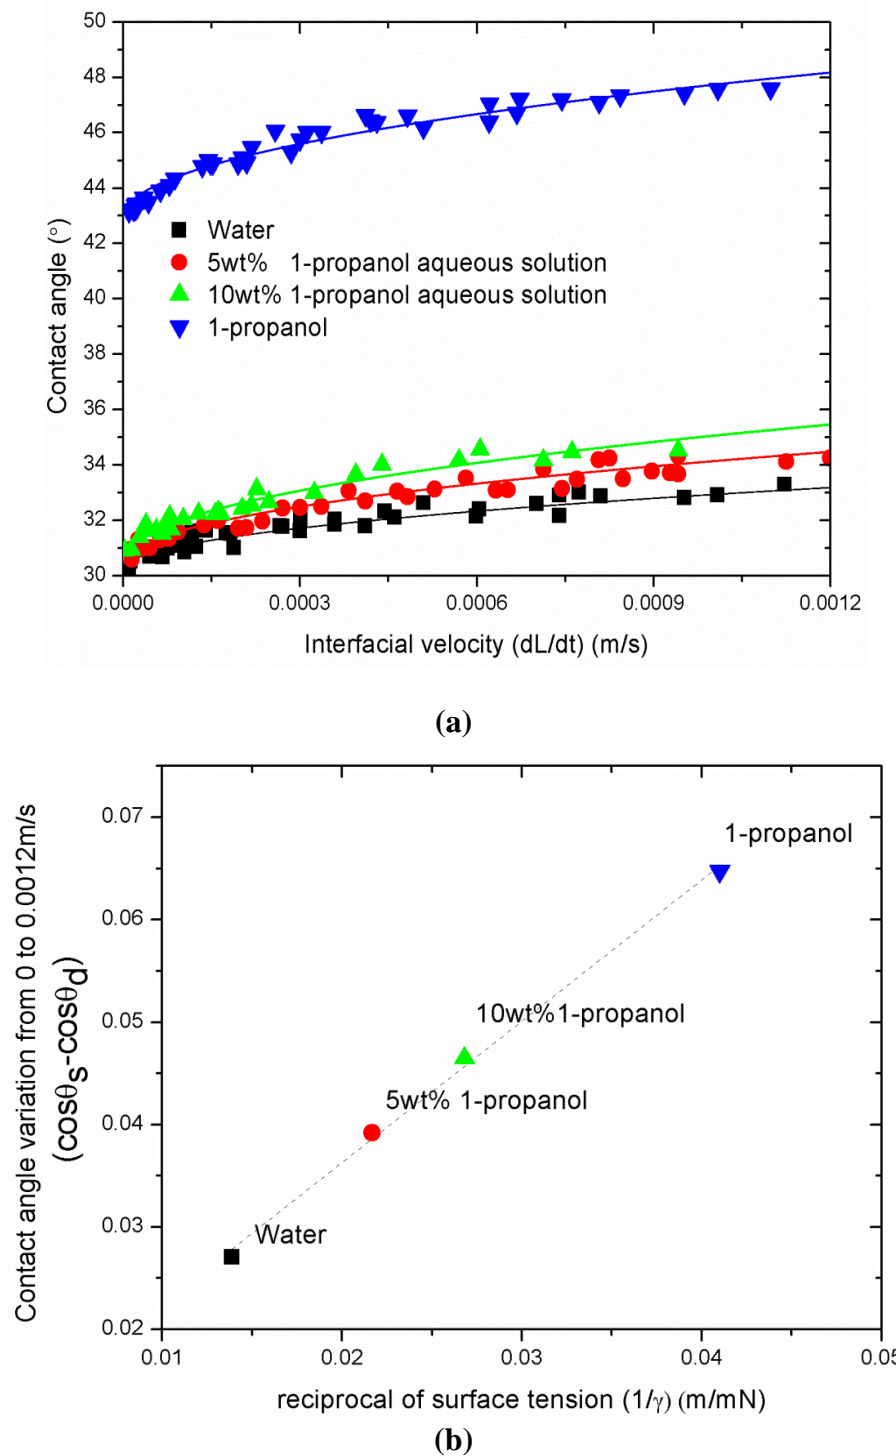 50
48
46
44
42
40
38
36
34
32
30
Contact angle (°)
Water
5wt% 1-propanol aqueous solution
10wt% 1-propanol aqueous solution
1-propanol
0.0000 0.0003 0.0006 0.0009 0.0012
Interfacial velocity (dL/dt) (m/s)
(a)
Contact angle variation from 0 to 0.0012m/s
(cosθS-cosθd)
0.07
0.06
0.05
0.04
0.03
0.02
1-propanol
10wt%1-propanol
5wt% 1-propanol
Water
0.01 0.02 0.03 0.04 0.05
reciprocal of surface tension (1/γ) (m/mN)
(b)